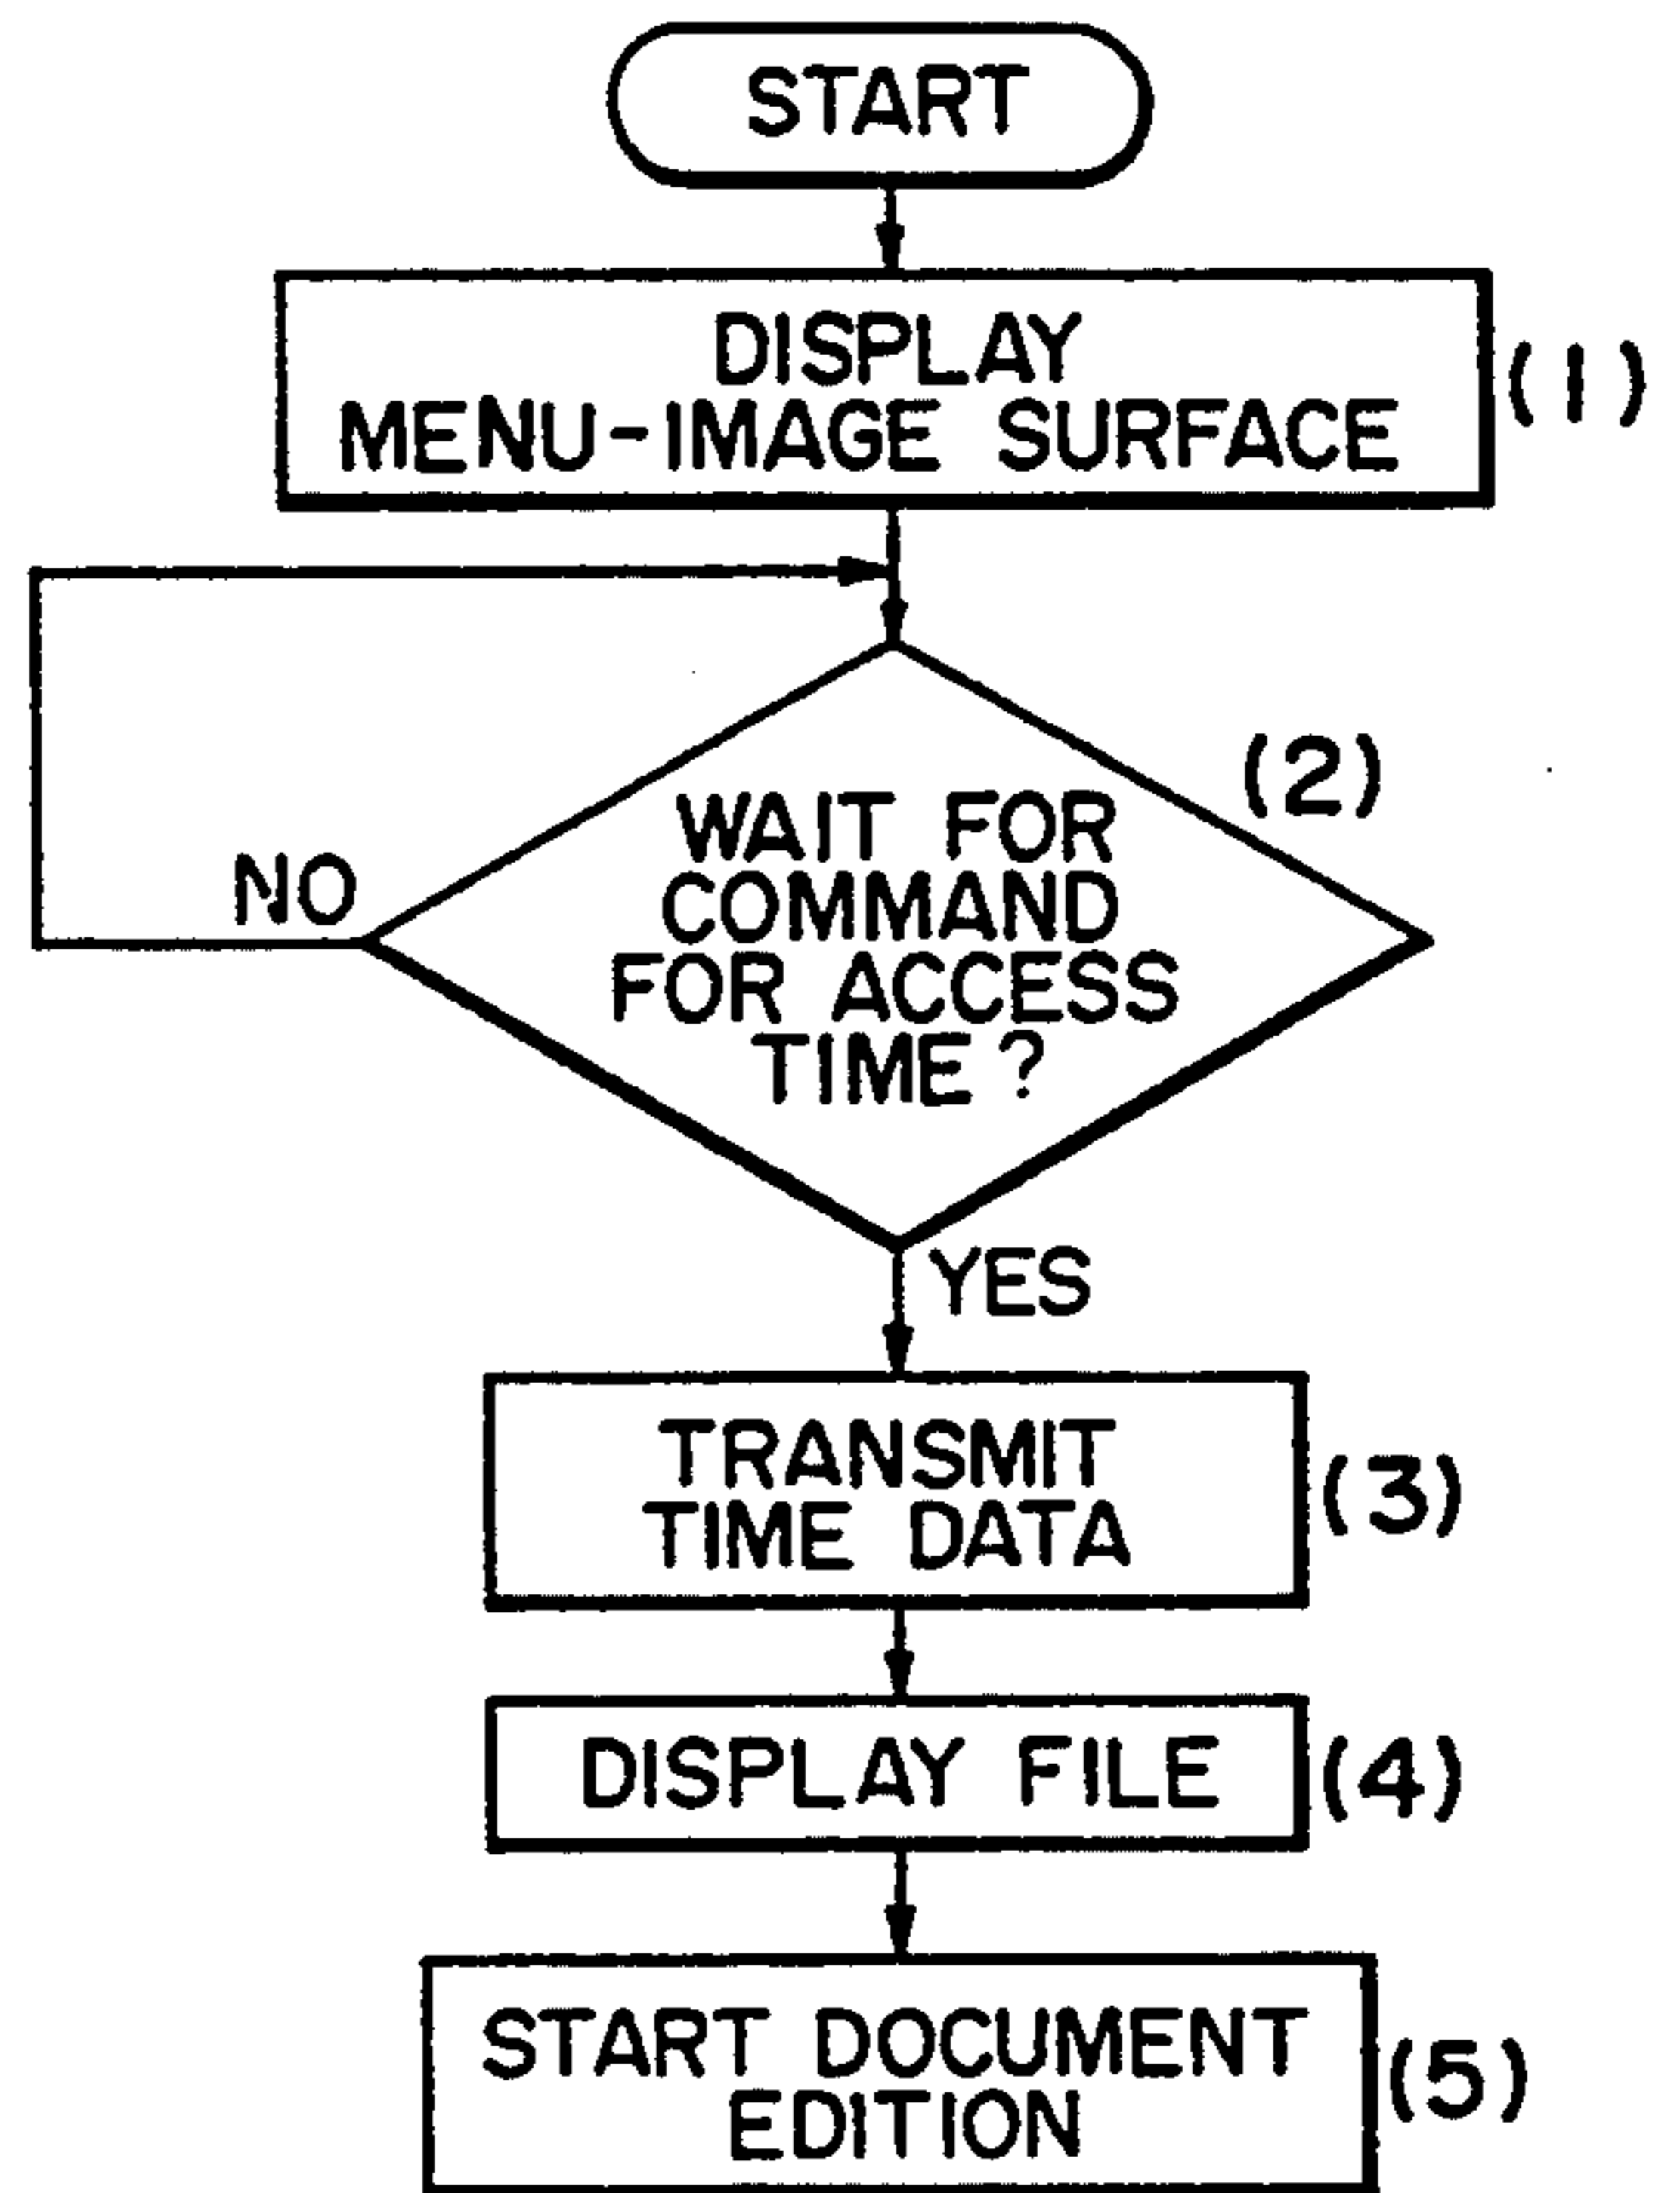 START
DISPLAY
MENU-IMAGE SURFACE
(1)
(2)
WAIT FOR
COMMAND
FOR ACCESS
TIME?
NO
YES
TRANSMIT
TIME DATA
(3)
DISPLAY FILE
(4)
START DOCUMENT
EDITION
(5)